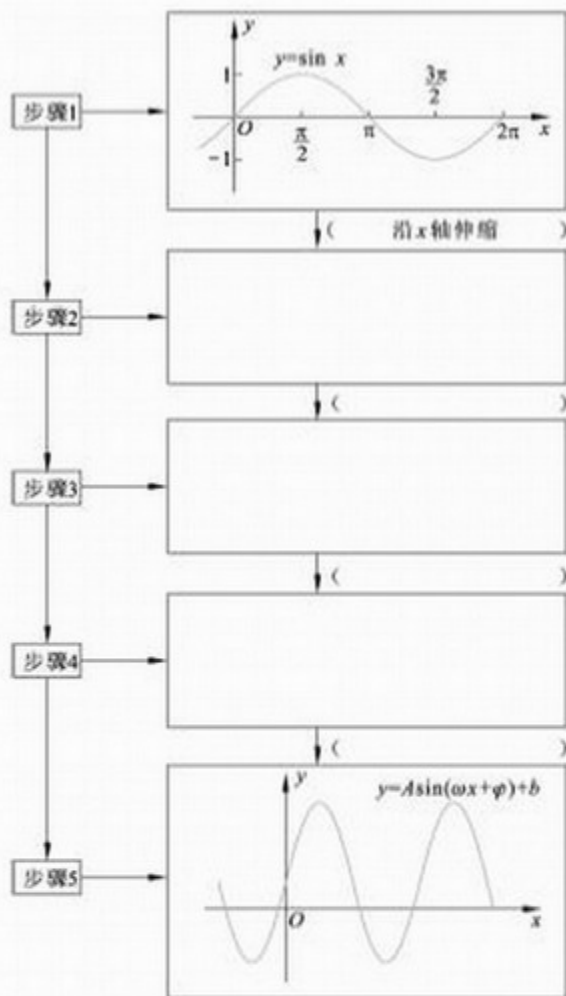 y
y=sin x
1
3π/2
步骤1
O
π/2
π
2π
x
-1
( 沿x轴伸缩 )
步骤2
( )
步骤3
( )
步骤4
( )
y
y=Asin(ωx+φ)+b
步骤5
O
x